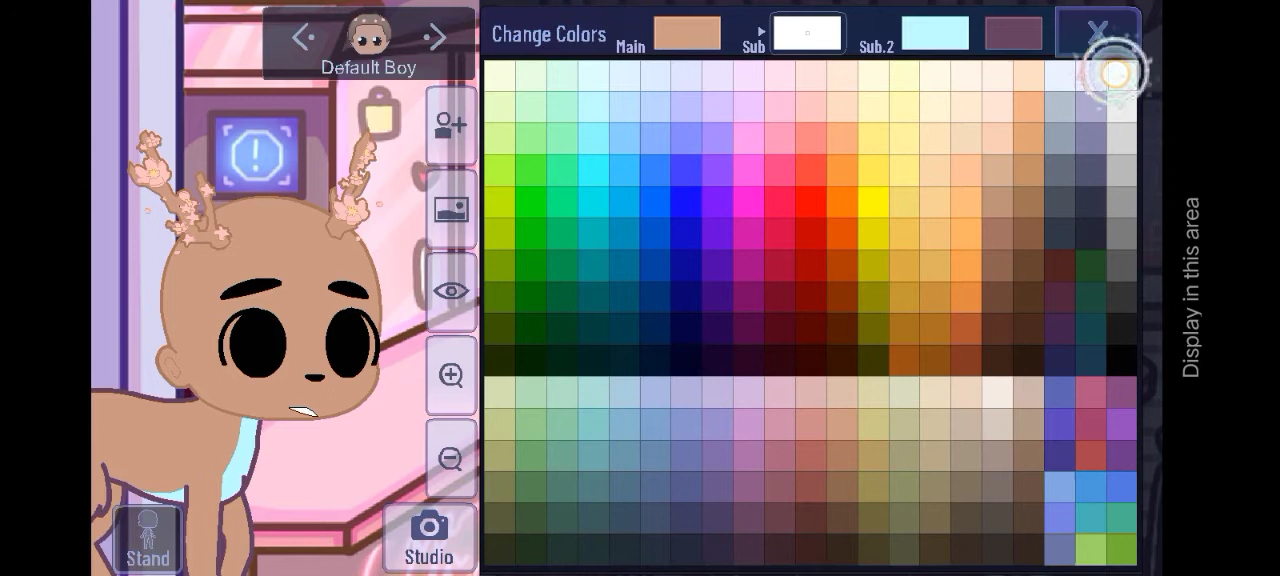 Default Boy
Change Colors
Main
Sub
Sub.2
X
!
Stand
Studio
Display in this area